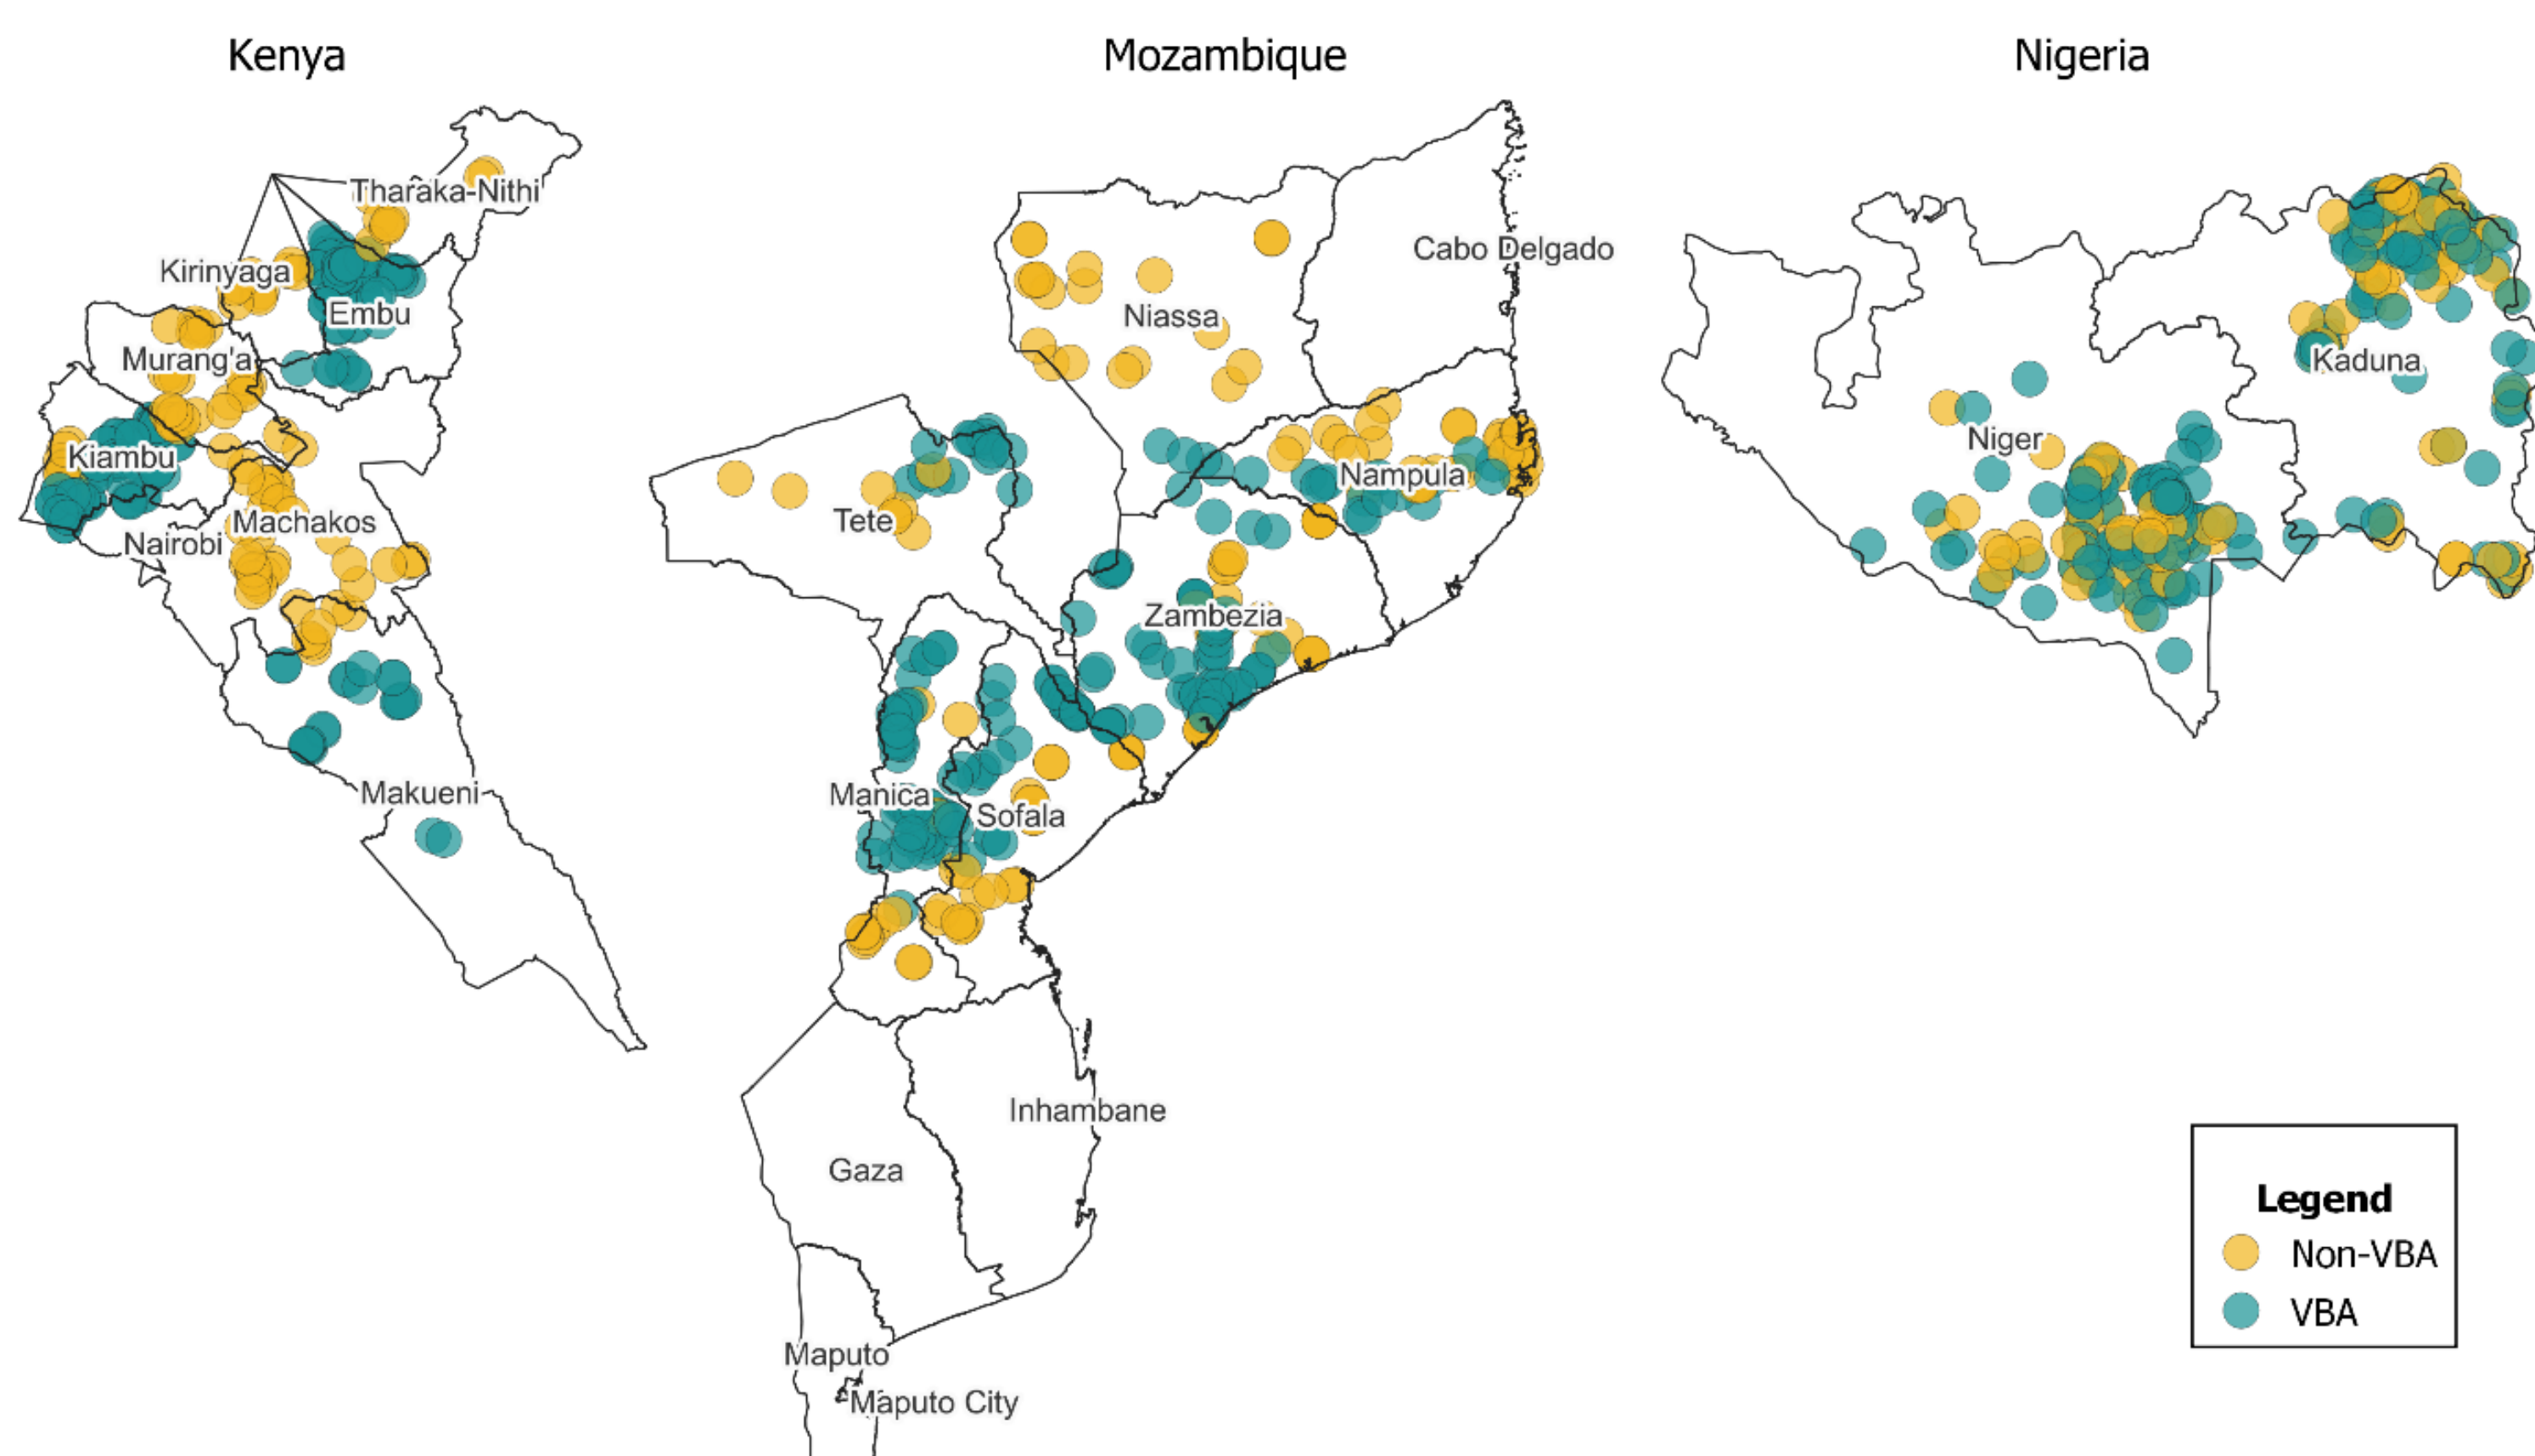 Kenya
Mozambique
Nigeria
Tharaka-Nithi
Kirinyaga
Embu
Murang'a
Kiambu
Machakos
Nairobi
Makueni
Cabo Delgado
Niassa
Nampula
Tete
Zambezia
Manica
Sofala
Inhambane
Gaza
Maputo
Maputo City
Kaduna
Niger
Legend
Non-VBA
VBA